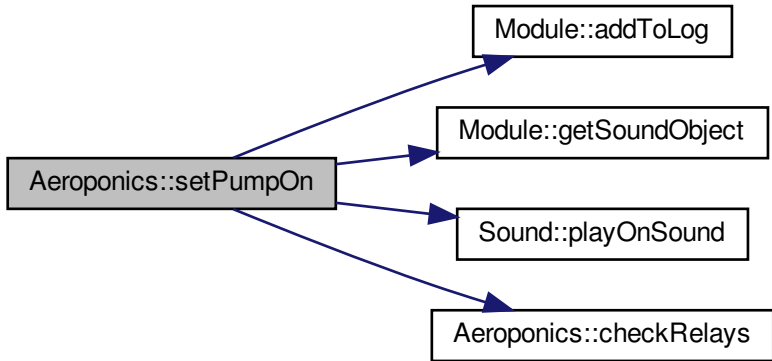 Module::addToLog
Module::getSoundObject
Aeroponics::setPumpOn
Sound::playOnSound
Aeroponics::checkRelays